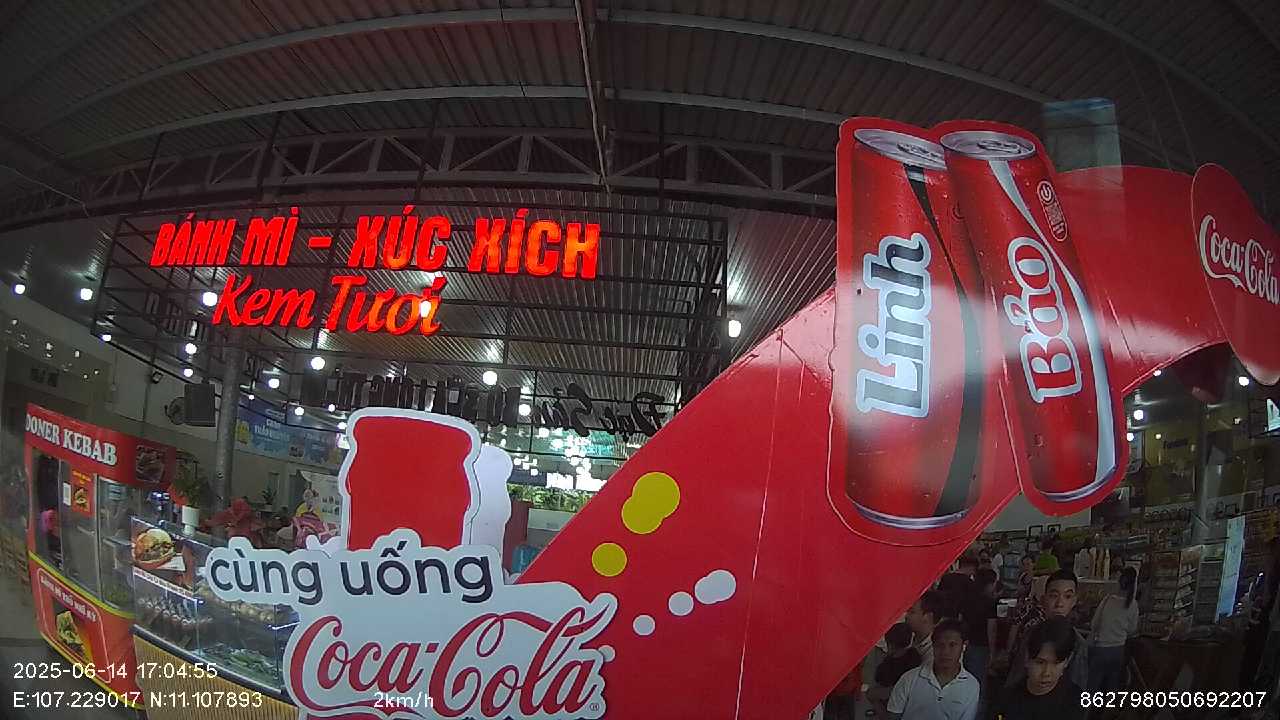 BÁNH MÌ - XÚC XÍCH
Kem Tươi
Linh
Bảo
Coca-Cola
DONER KEBAB
cùng uống
Coca-Cola
2025-06-14 17:04:55
E:107.229017 N:11.107893
2km/h
862798050692207